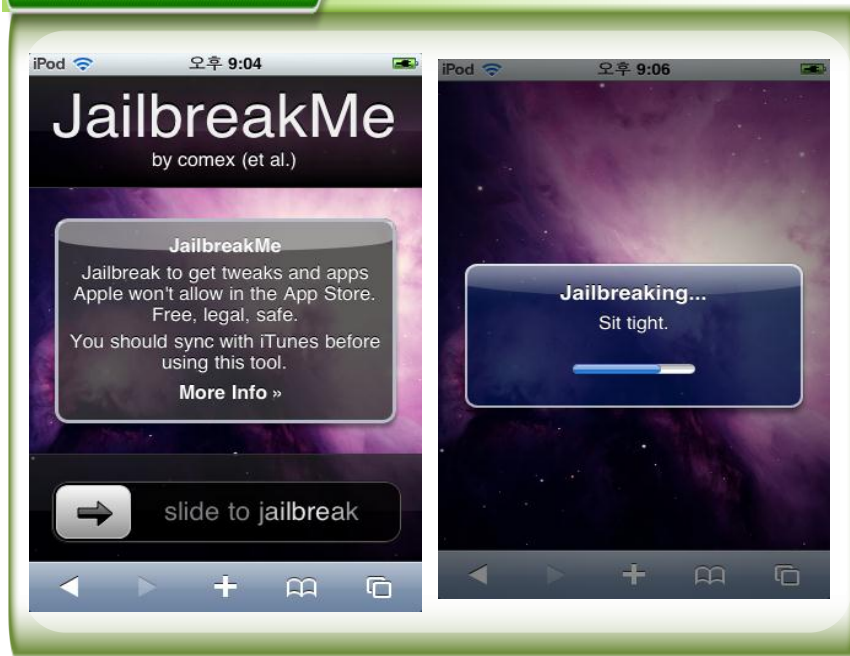 iPod 오후 9:04
JailbreakMe
by comex (et al.)
JailbreakMe
Jailbreak to get tweaks and apps
Apple won't allow in the App Store.
Free, legal, safe.
You should sync with iTunes before
using this tool.
More Info »
slide to jailbreak
iPod 오후 9:06
Jailbreaking...
Sit tight.